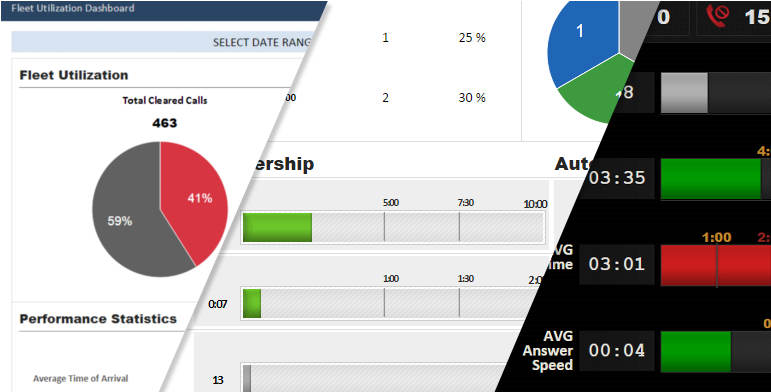 Fleet Utilization Dashboard
SELECT DATE RANG
Fleet Utilization
Total Cleared Calls
463
41%
59%
Performance Statistics
Average Time of Arrival
1 25 %
2 30 %
00
ership
5:00 7:30 10:00
1:00 1:30 2:0
0:07
13
1
Auto
0 15
8
4:
03:35
1:00 2:
VG
ime
03:01
0
AVG
Answer
Speed
00:04